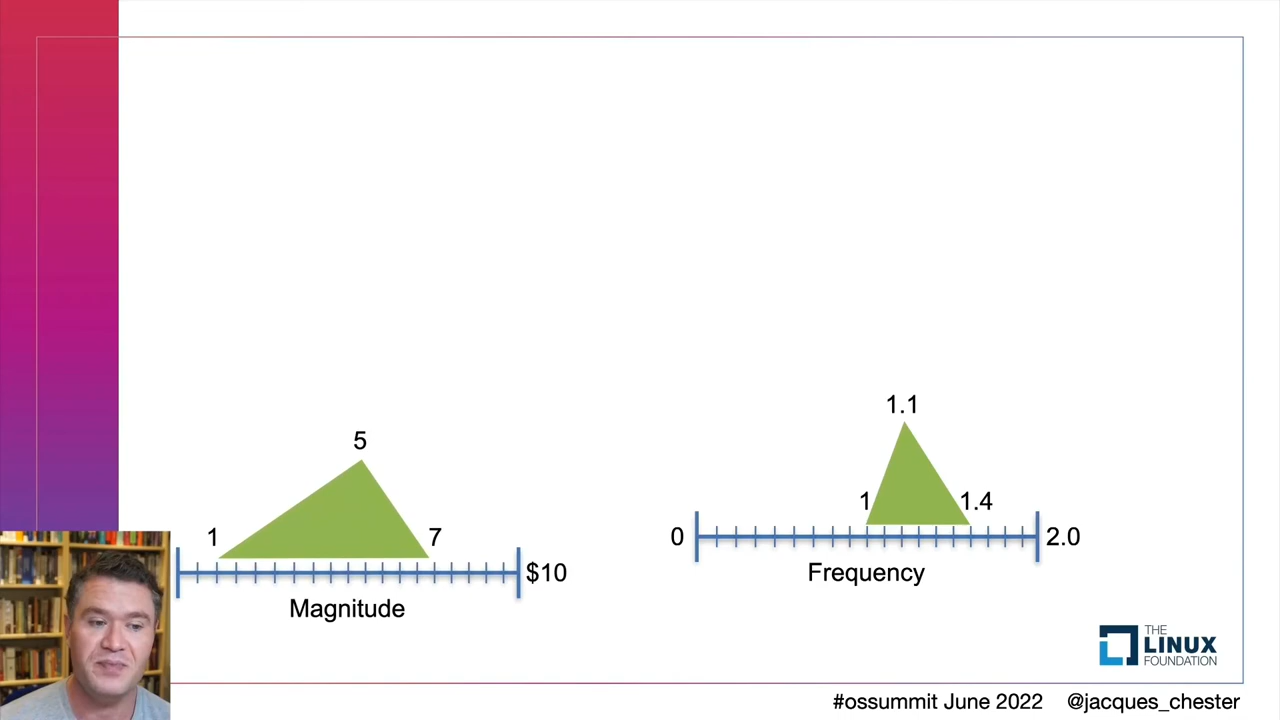 5
1
7
$10
Magnitude
1.1
1
1.4
0
2.0
Frequency
THE
LINUX
FOUNDATION
#ossummit June 2022 @jacques_chester